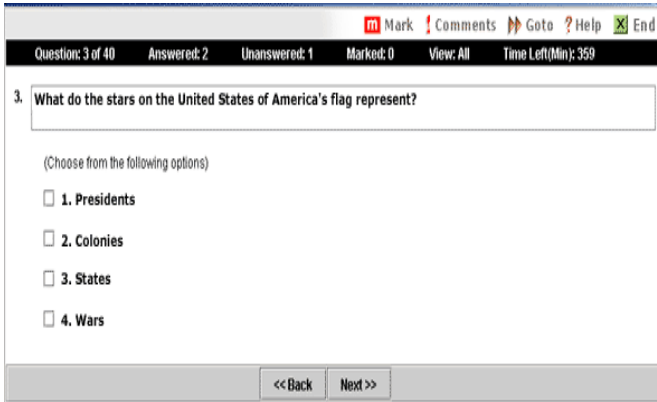 m Mark ! Comments Goto ? Help X End
Question: 3 of 40 Answered: 2 Unanswered: 1 Marked: 0 View: All Time Left(Min): 359
3. What do the stars on the United States of America's flag represent?
(Choose from the following options)
1. Presidents
2. Colonies
3. States
4. Wars
<< Back Next >>